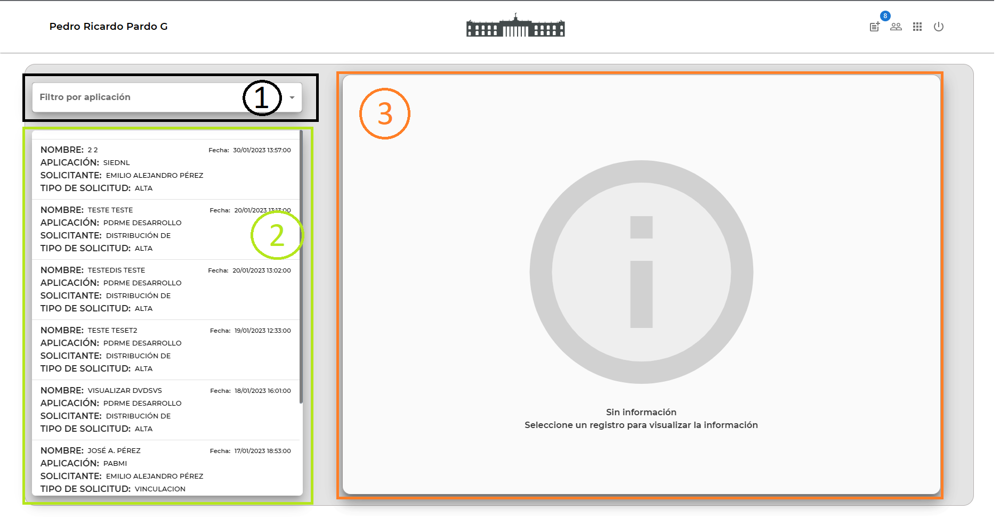 Pedro Ricardo Pardo G
8
Filtro por aplicación
1
NOMBRE: 2 2 Fecha: 30/01/2023 13:57:00
APLICACIÓN: SIEDNL
SOLICITANTE: EMILIO ALEJANDRO PÉREZ
TIPO DE SOLICITUD: ALTA
NOMBRE: TESTE TESTE Fecha: 20/01/2023 13:13:00
APLICACIÓN: PDRME DESARROLLO
SOLICITANTE: DISTRIBUCIÓN DE
TIPO DE SOLICITUD: ALTA
2
NOMBRE: TESTEDIS TESTE Fecha: 20/01/2023 13:02:00
APLICACIÓN: PDRME DESARROLLO
SOLICITANTE: DISTRIBUCIÓN DE
TIPO DE SOLICITUD: ALTA
NOMBRE: TESTE TESET2 Fecha: 19/01/2023 12:33:00
APLICACIÓN: PDRME DESARROLLO
SOLICITANTE: DISTRIBUCIÓN DE
TIPO DE SOLICITUD: ALTA
NOMBRE: VISUALIZAR DVDSVS Fecha: 18/01/2023 16:01:00
APLICACIÓN: PDRME DESARROLLO
SOLICITANTE: DISTRIBUCIÓN DE
TIPO DE SOLICITUD: ALTA
NOMBRE: JOSÉ A. PÉREZ Fecha: 17/01/2023 18:53:00
APLICACIÓN: PABMI
SOLICITANTE: EMILIO ALEJANDRO PÉREZ
TIPO DE SOLICITUD: VINCULACION
3
Sin información
Seleccione un registro para visualizar la información